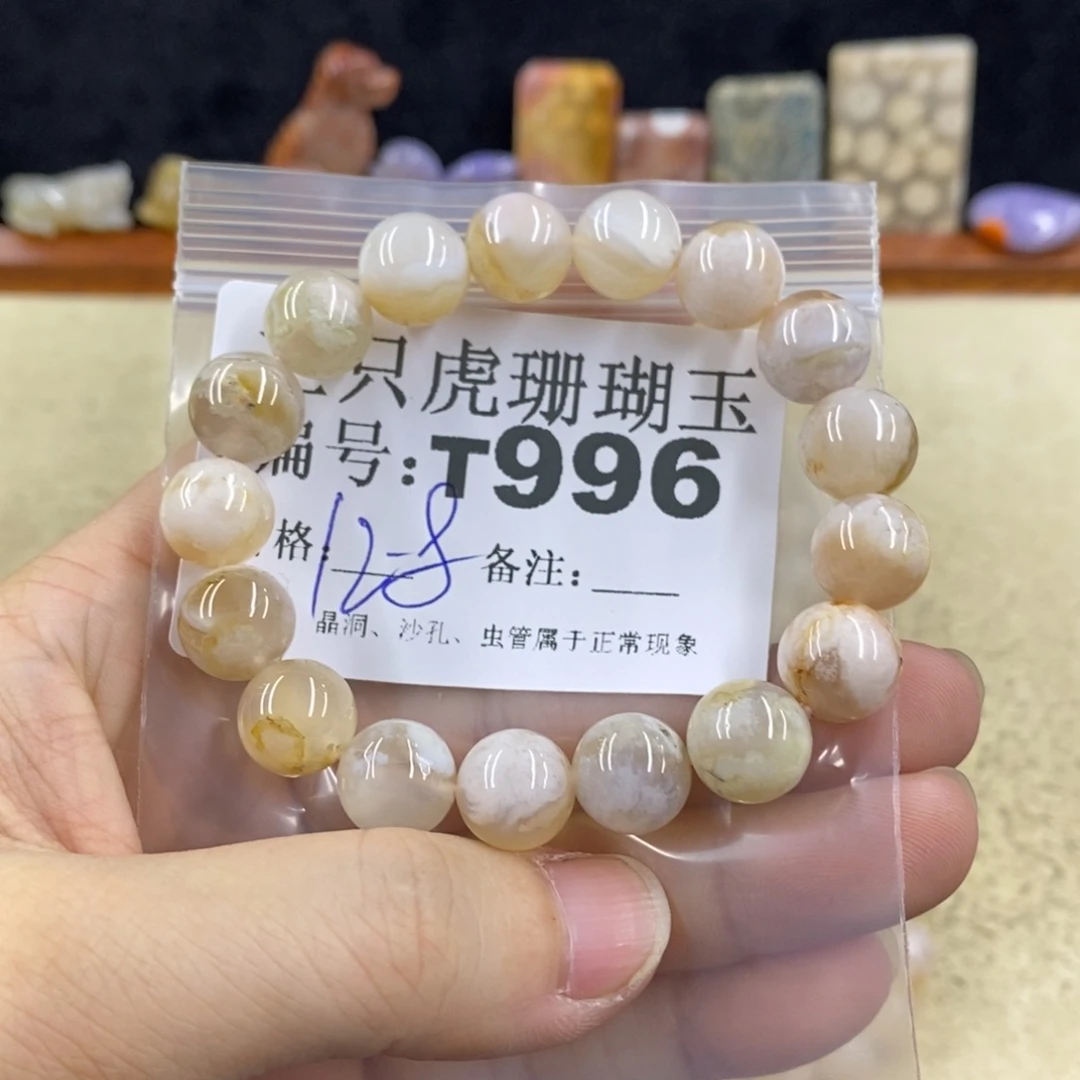 只虎珊瑚玉
编号:T996
格:128 备注:
晶洞、沙孔、虫管属于正常现象